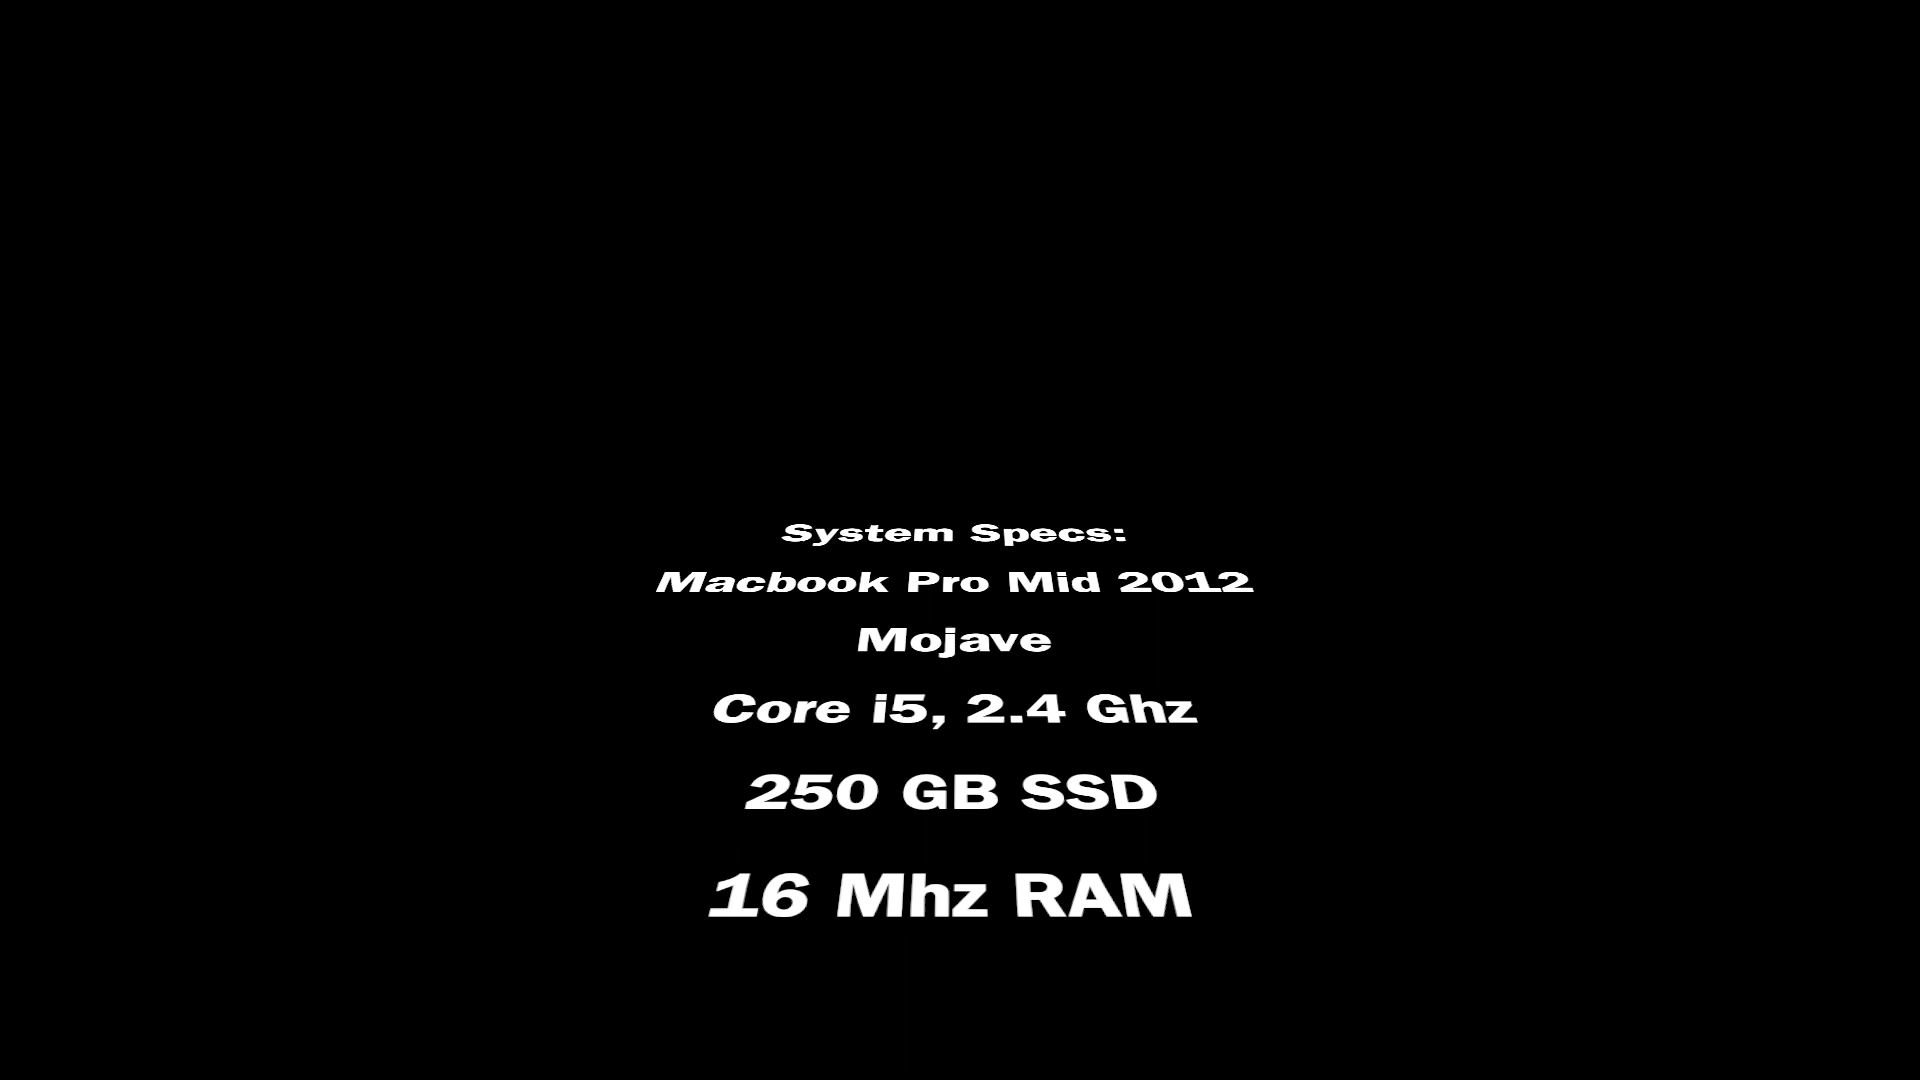 System Specs:
Macbook Pro Mid 2012
Mojave
Core i5, 2.4 Ghz
250 GB SSD
16 Mhz RAM